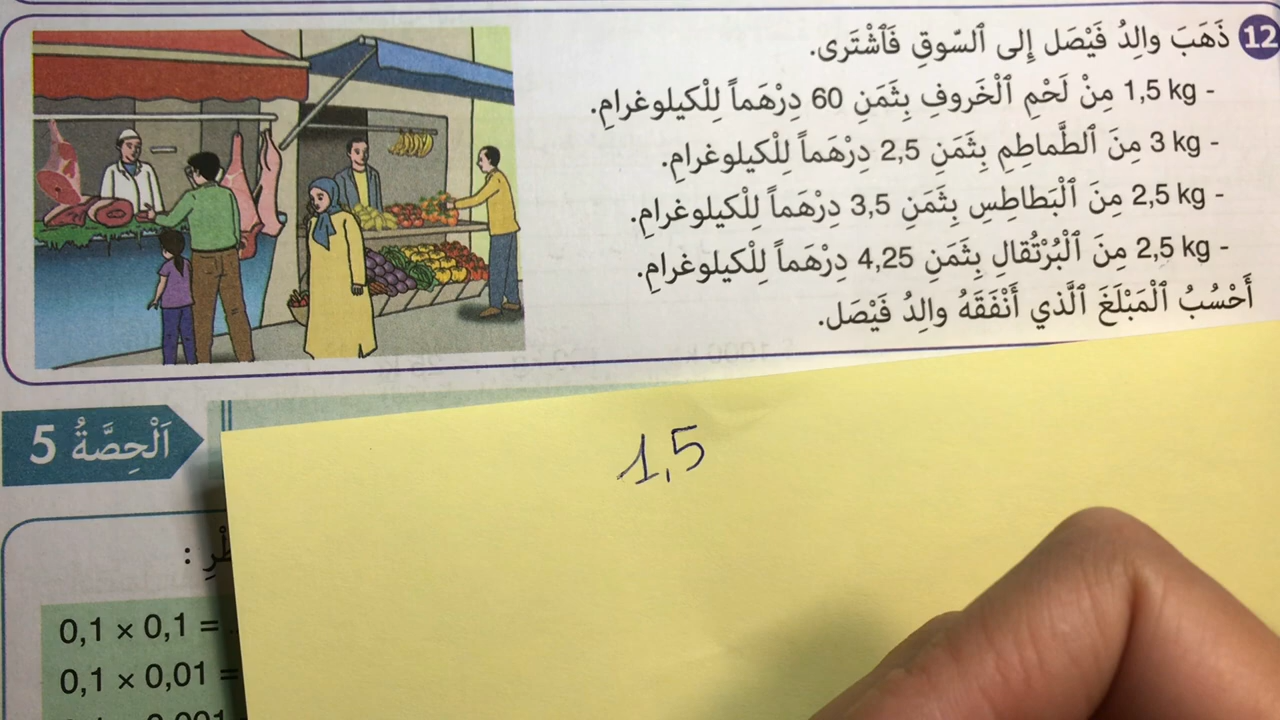 12 ذَهَبَ والِدُ فَيْصَل إِلى ٱلسّوقِ فَٱشْتَرى.
- 1,5 kg مِنْ لَحْمِ ٱلْخَروفِ بِثَمَنِ 60 دِرْهَماً لِلْكيلوغرامِ.
- 3 kg مِنَ ٱلطَّماطِمِ بِثَمَنِ 2,5 دِرْهَماً لِلْكيلوغرامِ.
- 2,5 kg مِنَ ٱلْبَطاطِسِ بِثَمَنِ 3,5 دِرْهَماً لِلْكيلوغرامِ.
- 2,5 kg مِنَ ٱلْبُرْتُقالِ بِثَمَنِ 4,25 دِرْهَماً لِلْكيلوغرامِ.
أَحْسُبُ ٱلْمَبْلَغَ ٱلَّذي أَنْفَقَهُ والِدُ فَيْصَل.
اَلْحِصَّةُ 5
1,5
0,1 × 0,1 =
0,1 × 0,01 =